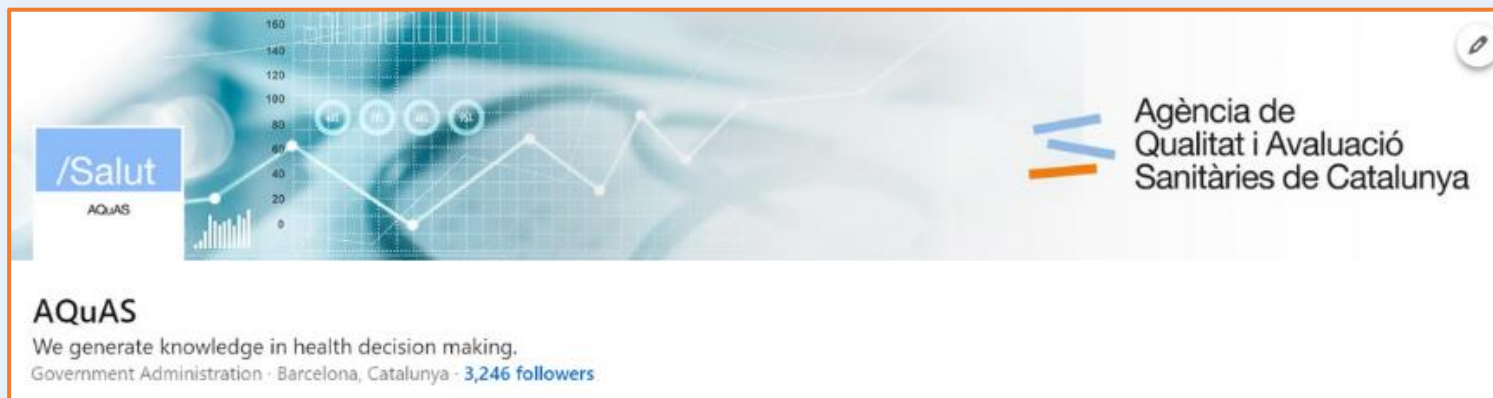 160
140
120
100
80
60
40
20
0
/Salut
AQuAS
Agència de
Qualitat i Avaluació
Sanitàries de Catalunya
AQuAS
We generate knowledge in health decision making.
Government Administration · Barcelona, Catalunya · 3,246 followers